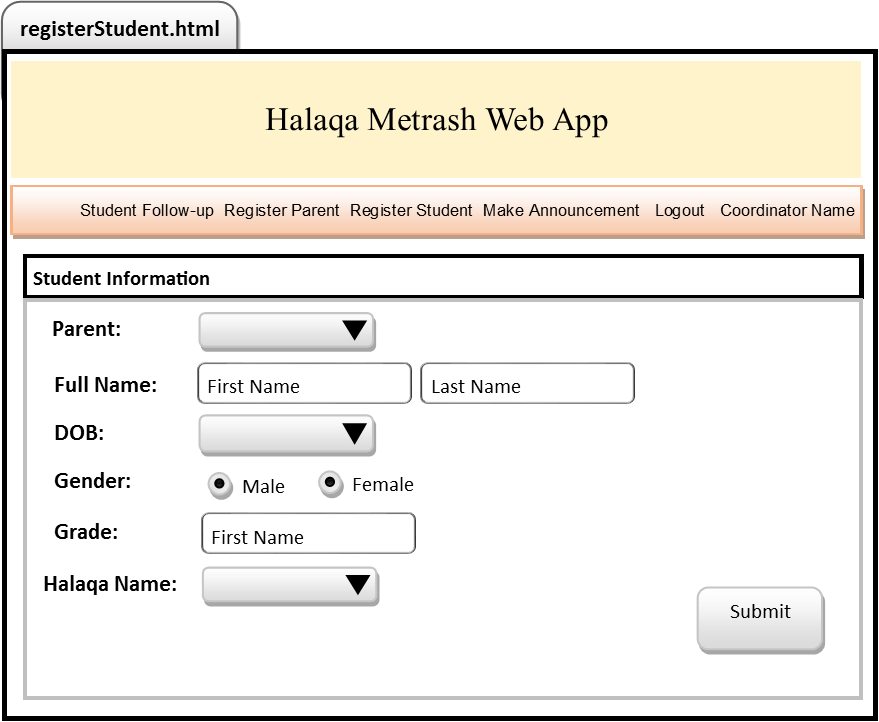 registerStudent.html
Halaqa Metrash Web App
Student Follow-up Register Parent Register Student Make Announcement Logout Coordinator Name
Student Information
Parent:
Full Name: First Name Last Name
DOB:
Gender: Male Female
Grade: First Name
Halaqa Name:
Submit